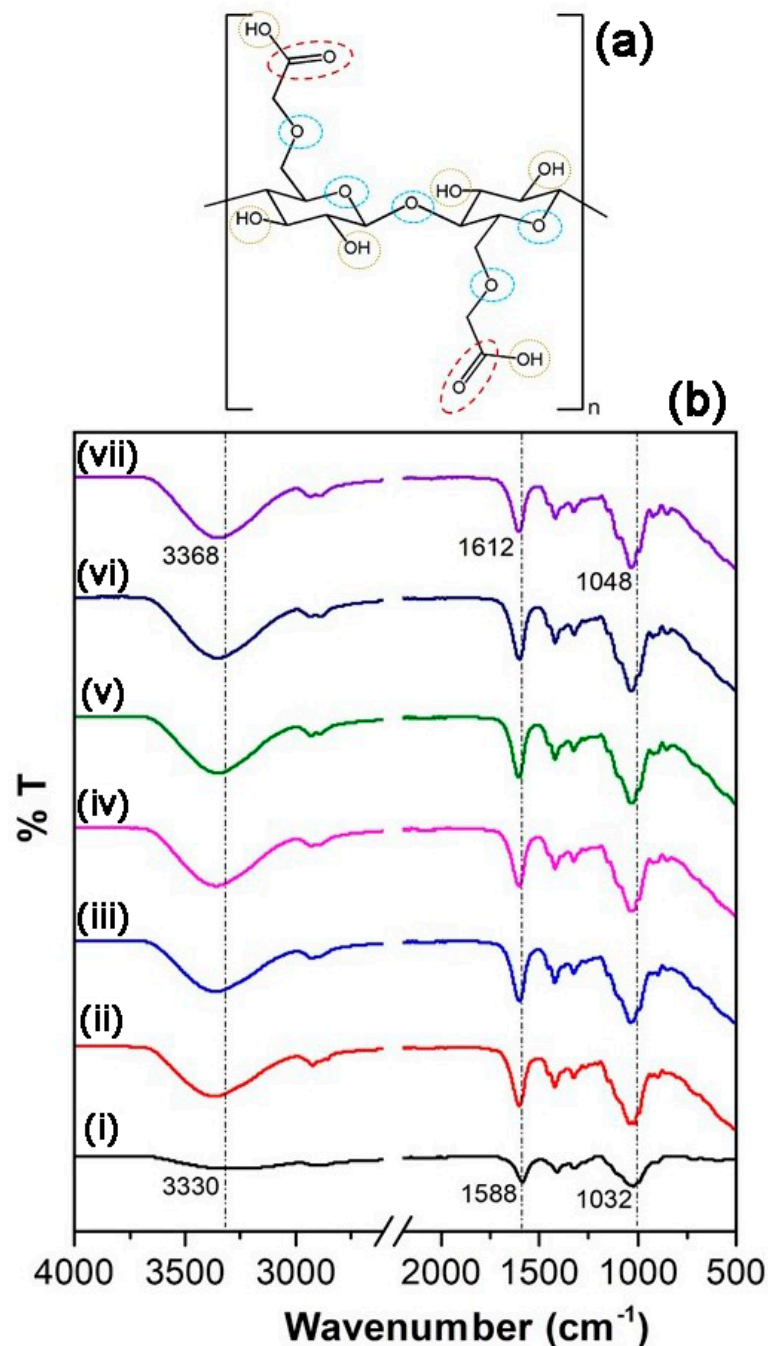 (a)
HO
O
O
O
OH
HO
O
HO
OH
O
O
O
OH
n
(b)
(vii)
3368
1612
1048
(vi)
(v)
(iv)
(iii)
(ii)
(i)
3330
1588
1032
% T
4000 3500 3000 2000 1500 1000 500
Wavenumber (cm⁻¹)